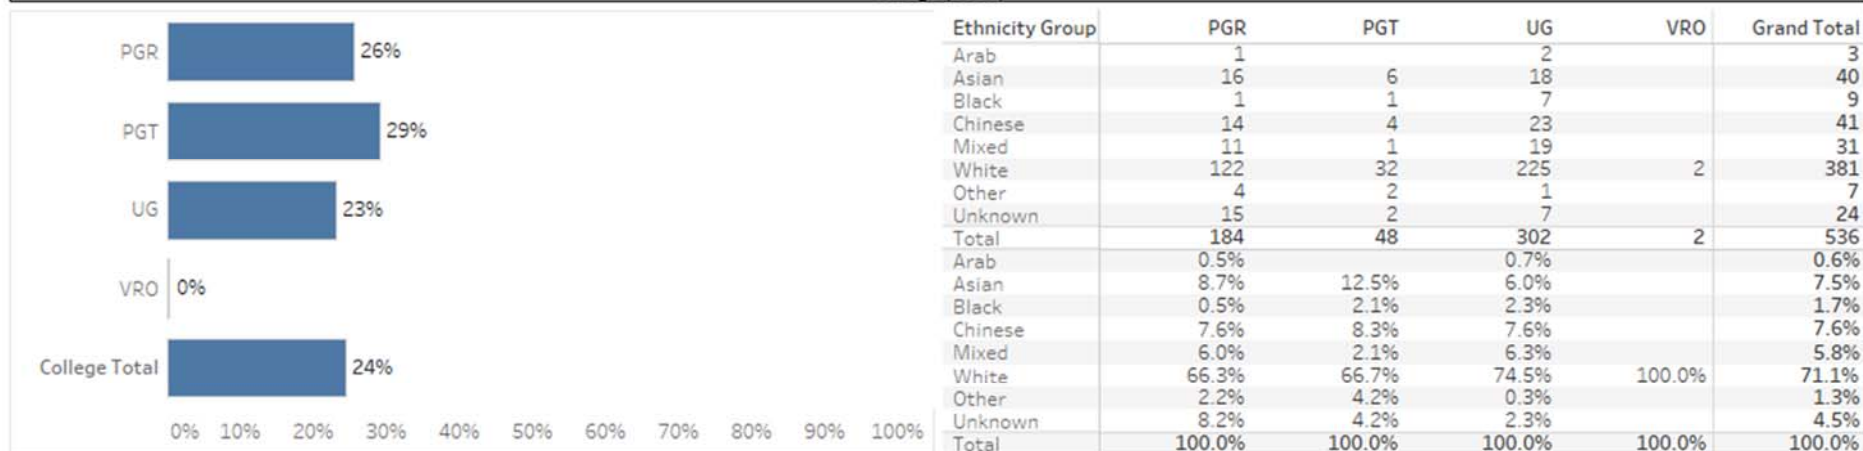 PGR 26%
PGT 29%
UG 23%
VRO 0%
College Total 24%
0% 10% 20% 30% 40% 50% 60% 70% 80% 90% 100%
Ethnicity Group PGR PGT UG VRO Grand Total
Arab 1 2 3
Asian 16 6 18 40
Black 1 1 7 9
Chinese 14 4 23 41
Mixed 11 1 19 31
White 122 32 225 2 381
Other 4 2 1 7
Unknown 15 2 7 24
Total 184 48 302 2 536
Arab 0.5% 0.7% 0.6%
Asian 8.7% 12.5% 6.0% 7.5%
Black 0.5% 2.1% 2.3% 1.7%
Chinese 7.6% 8.3% 7.6% 7.6%
Mixed 6.0% 2.1% 6.3% 5.8%
White 66.3% 66.7% 74.5% 100.0% 71.1%
Other 2.2% 4.2% 0.3% 1.3%
Unknown 8.2% 4.2% 2.3% 4.5%
Total 100.0% 100.0% 100.0% 100.0% 100.0%